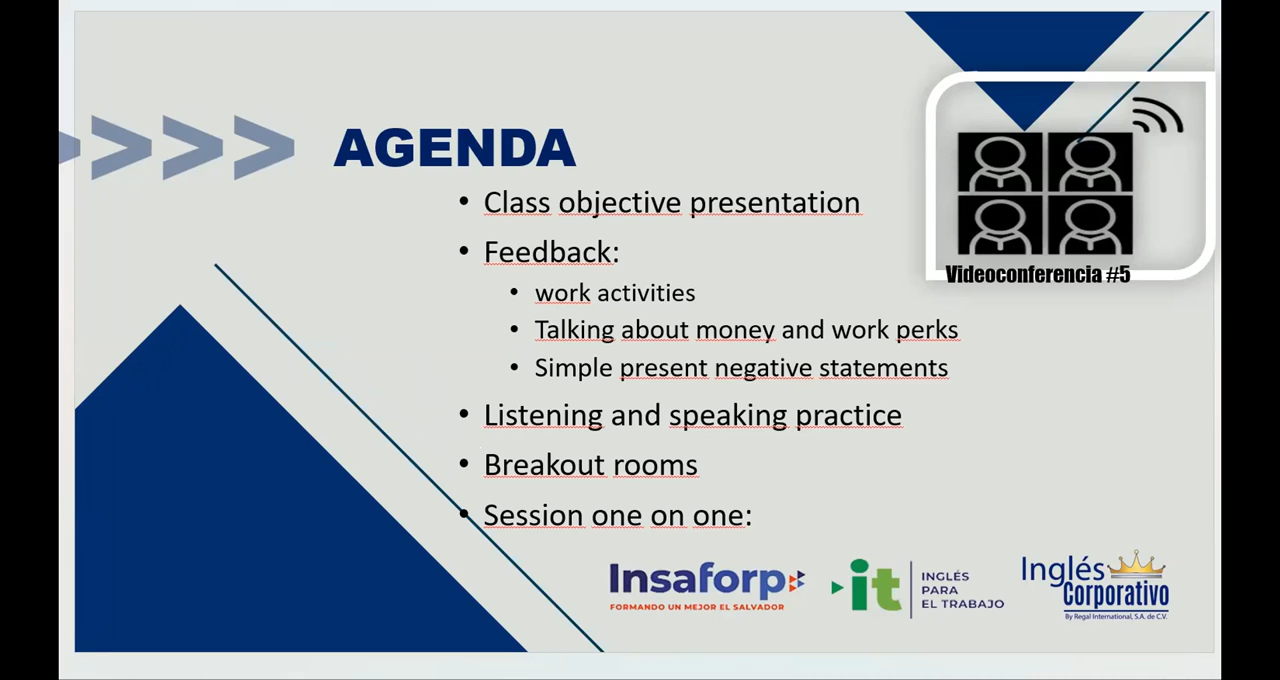 AGENDA
Class objective presentation
Feedback:
work activities
Talking about money and work perks
Simple present negative statements
Listening and speaking practice
Breakout rooms
Session one on one:
Videoconferencia #5
Insaforp
FORMANDO UN MEJOR EL SALVADOR
it
INGLÉS
PARA
EL TRABAJO
Inglés
Corporativo
By Regal International, S.A. de C.V.